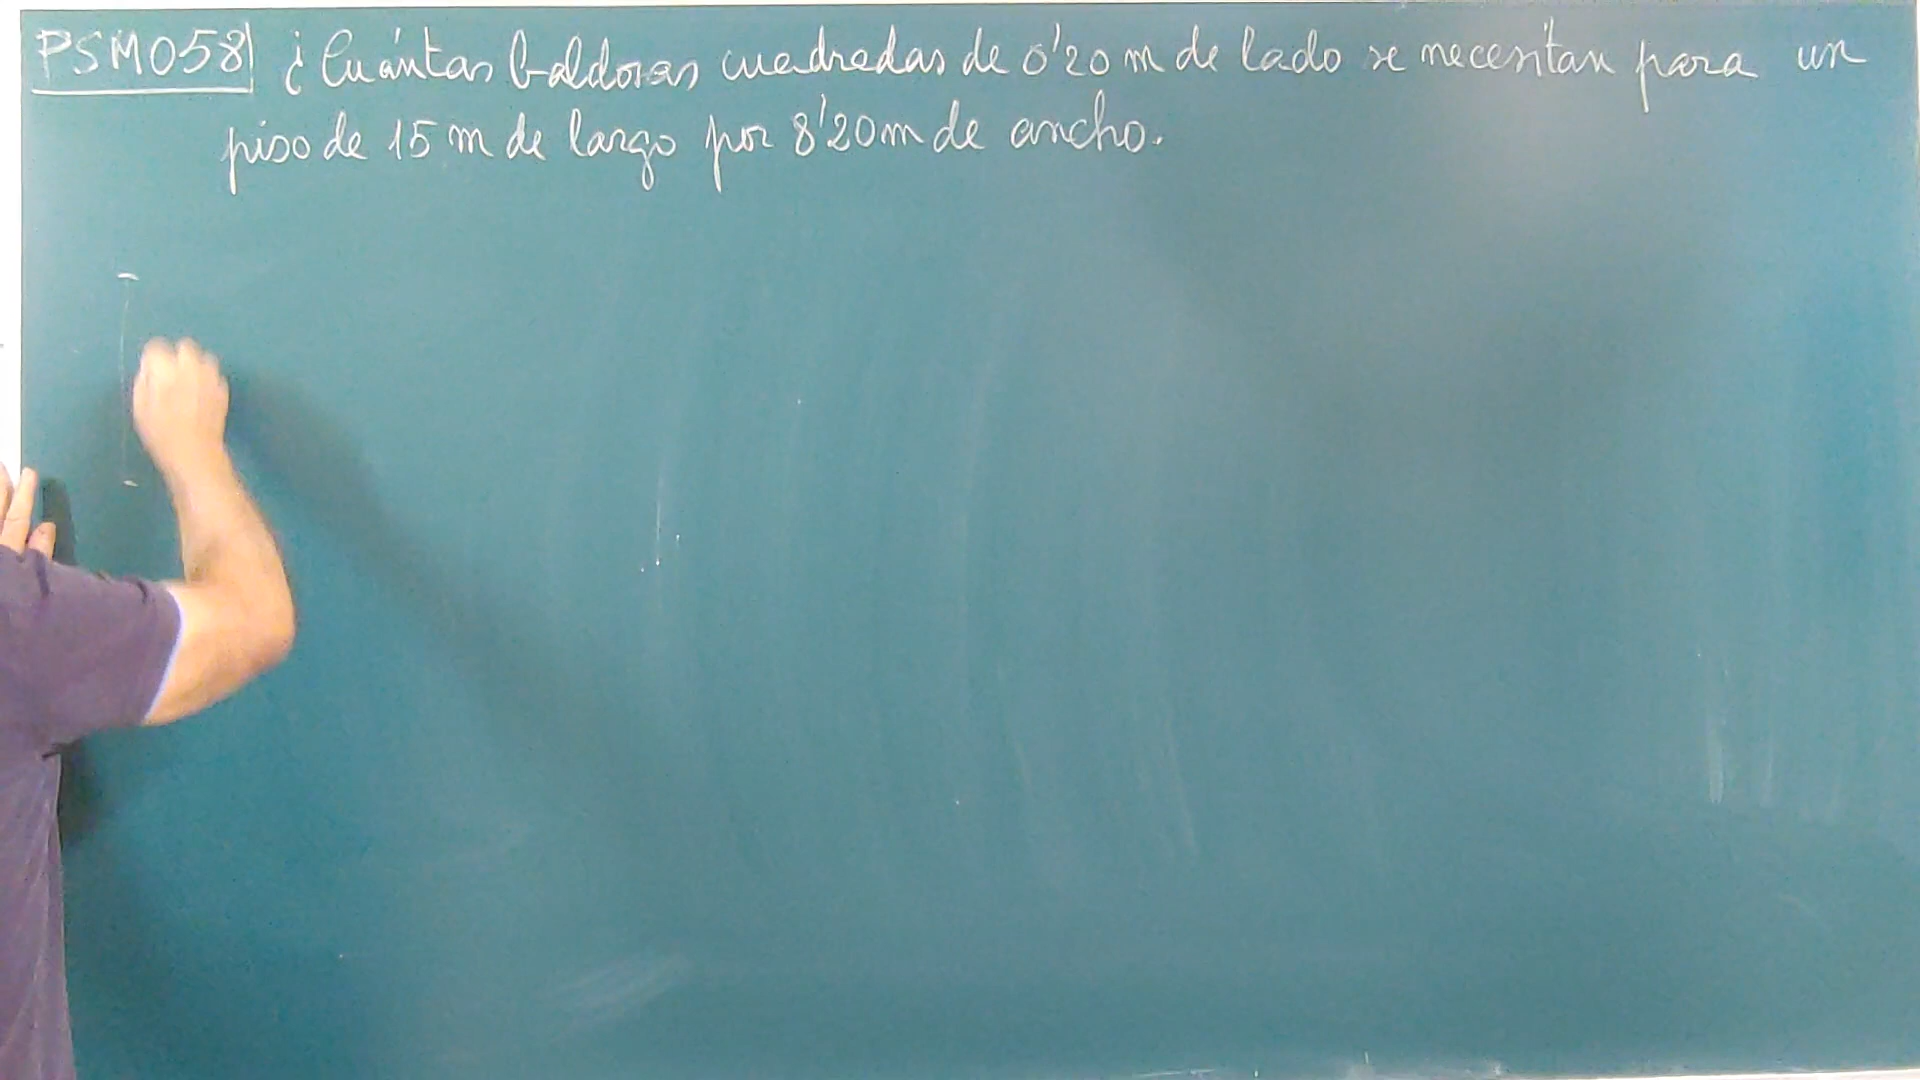 PSM058 ¿Cuántas baldosas cuadradas de 0'20 m de lado se necesitan para un
piso de 15 m de largo por 8'20 m de ancho.